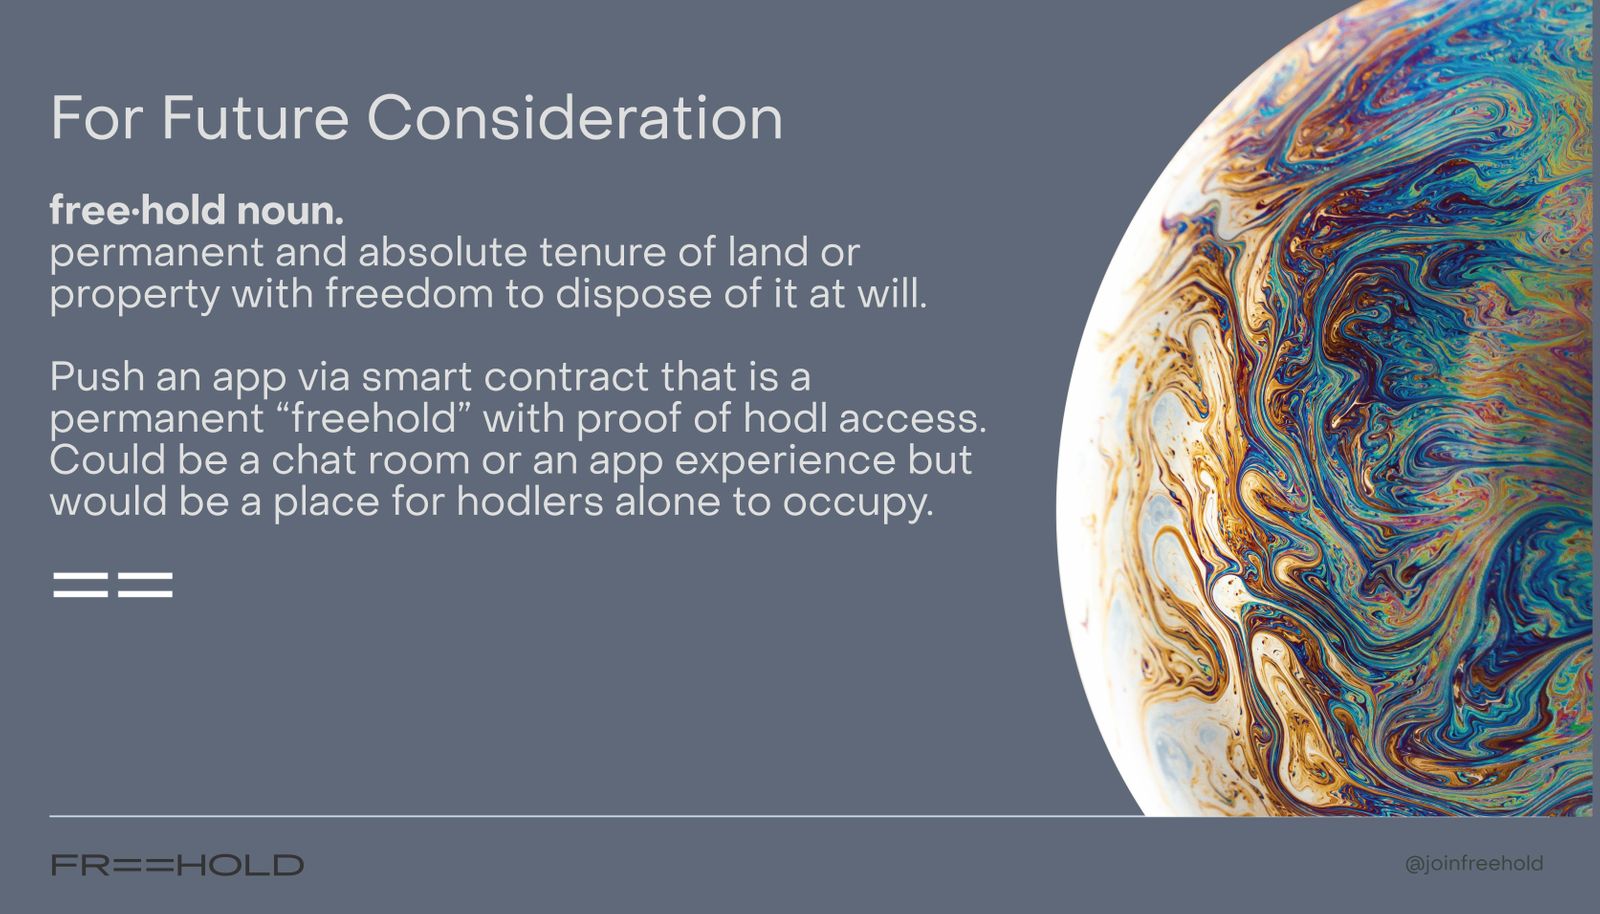 For Future Consideration
free·hold noun.
permanent and absolute tenure of land or
property with freedom to dispose of it at will.
Push an app via smart contract that is a
permanent “freehold” with proof of hodl access.
Could be a chat room or an app experience but
would be a place for hodlers alone to occupy.
FREEHOLD
@joinfreehold